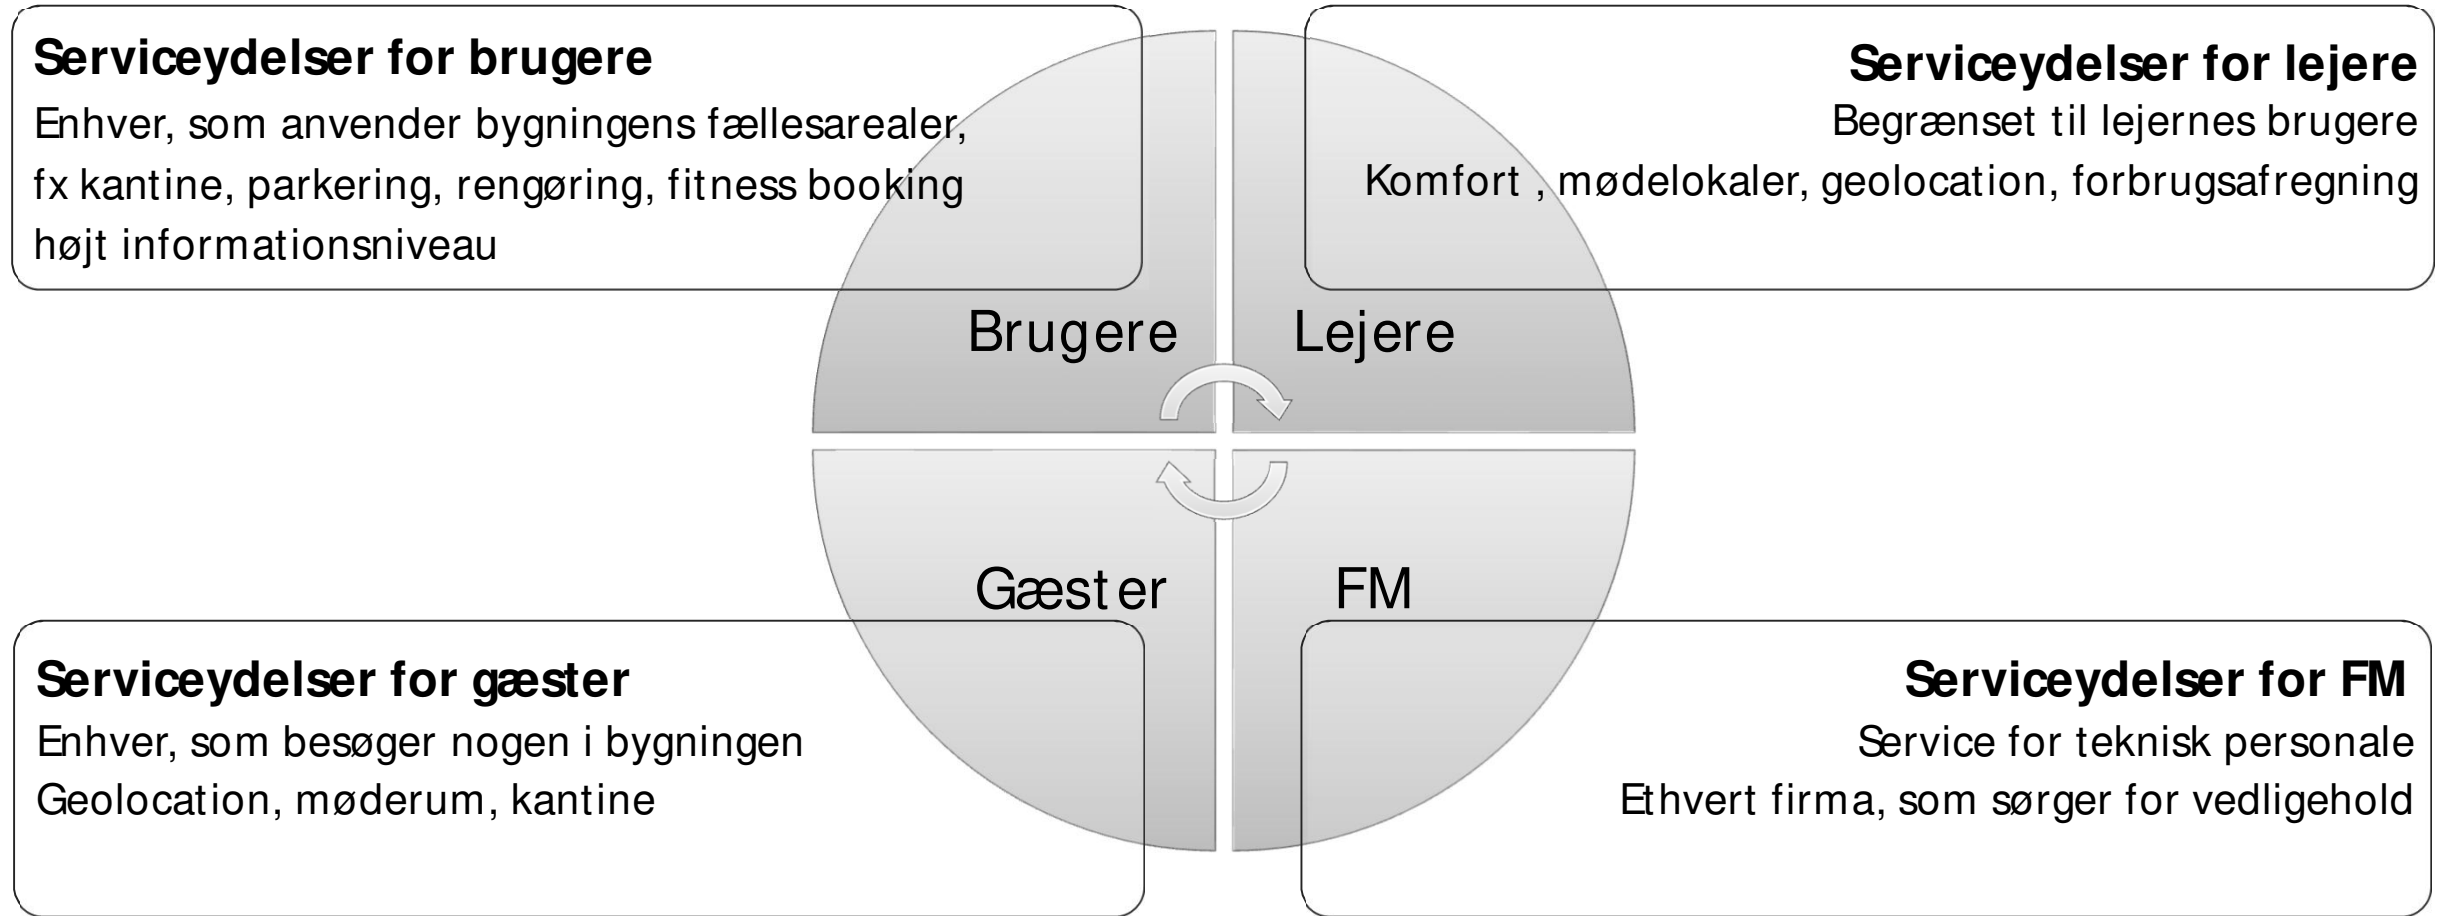 Serviceydelser for brugere
Enhver, som anvender bygningens fællesarealer,
fx kantine, parkering, rengøring, fitness booking
højt informationsniveau
Serviceydelser for lejere
Begrænset til lejernes brugere
Komfort , mødelokaler, geolocation, forbrugsafregning
Brugere
Lejere
Gæster
FM
Serviceydelser for gæster
Enhver, som besøger nogen i bygningen
Geolocation, møderum, kantine
Serviceydelser for FM
Service for teknisk personale
Ethvert firma, som sørger for vedligehold